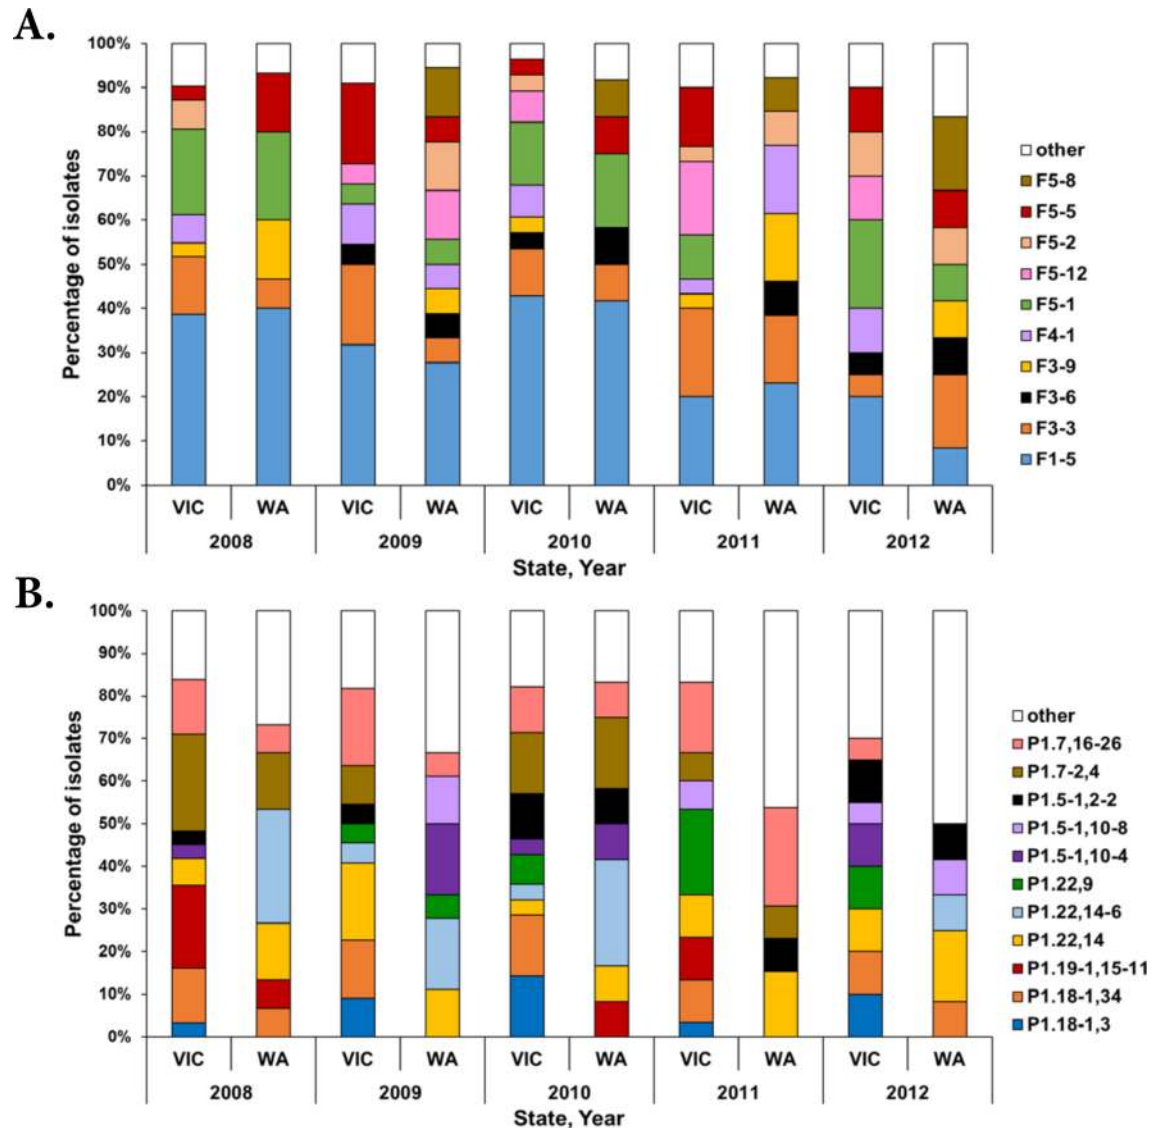 A.
100%
90%
80%
70%
60%
50%
40%
30%
20%
10%
0%
Percentage of isolates
VIC WA VIC WA VIC WA VIC WA VIC WA
2008 2009 2010 2011 2012
State, Year
other
F5-8
F5-5
F5-2
F5-12
F5-1
F4-1
F3-9
F3-6
F3-3
F1-5
B.
100%
90%
80%
70%
60%
50%
40%
30%
20%
10%
0%
Percentage of isolates
VIC WA VIC WA VIC WA VIC WA VIC WA
2008 2009 2010 2011 2012
State, Year
other
P1.7,16-26
P1.7-2,4
P1.5-1,2-2
P1.5-1,10-8
P1.5-1,10-4
P1.22,9
P1.22,14-6
P1.22,14
P1.19-1,15-11
P1.18-1,34
P1.18-1,3